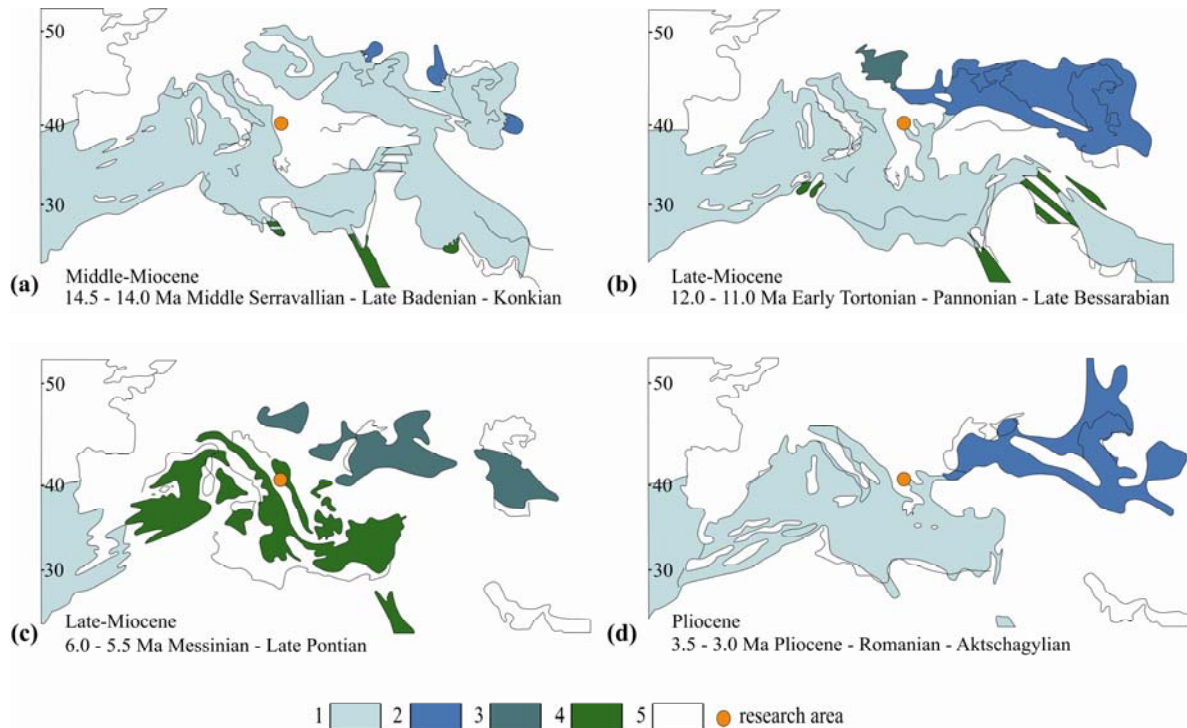 50
40
30
(a)
Middle-Miocene
14.5 - 14.0 Ma Middle Serravallian - Late Badenian - Konkian
50
40
30
(b)
Late-Miocene
12.0 - 11.0 Ma Early Tortonian - Pannonian - Late Bessarabian
50
40
30
(c)
Late-Miocene
6.0 - 5.5 Ma Messinian - Late Pontian
50
40
30
(d)
Pliocene
3.5 - 3.0 Ma Pliocene - Romanian - Aktschagylian
1 2 3 4 5 research area